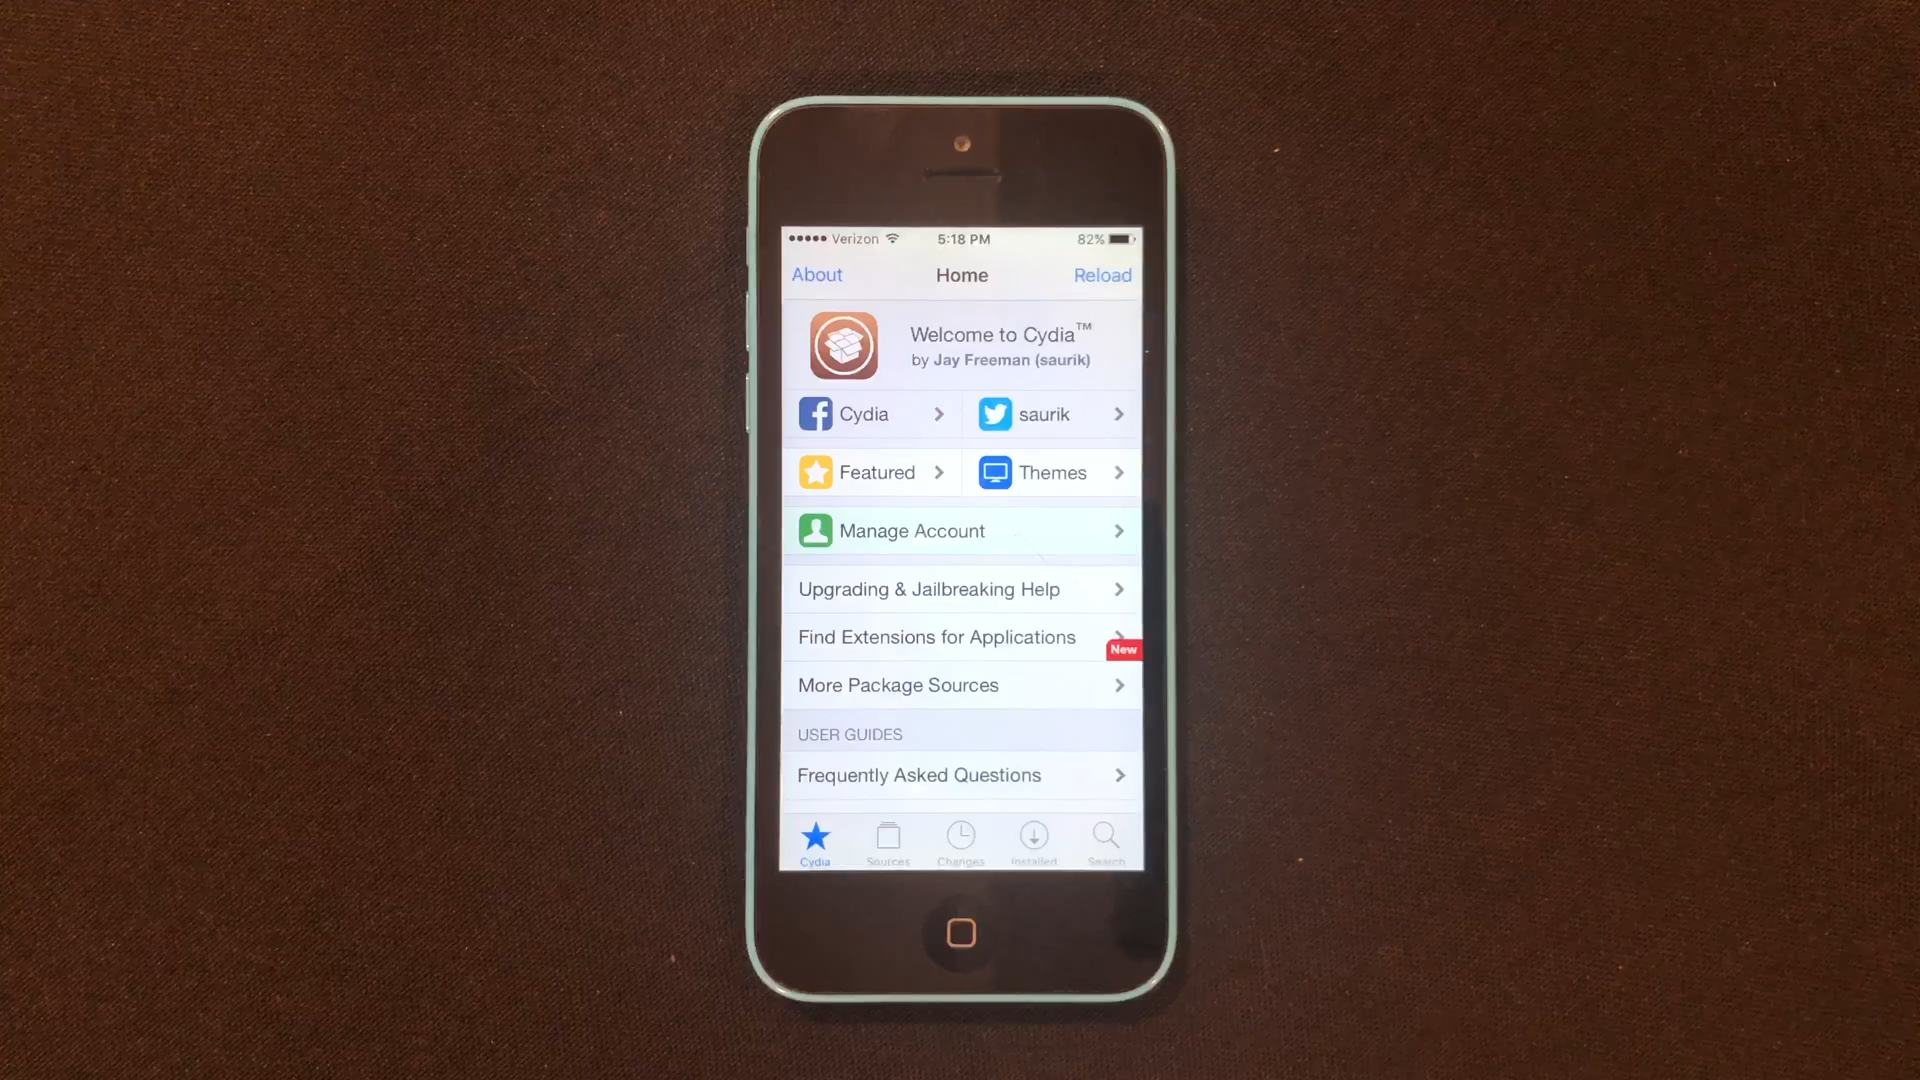 Verizon 5:18 PM 82%
About Home Reload
Welcome to Cydia™
by Jay Freeman (saurik)
Cydia saurik
Featured Themes
Manage Account
Upgrading & Jailbreaking Help
Find Extensions for Applications
New
More Package Sources
USER GUIDES
Frequently Asked Questions
Cydia Sources Changes Installed Search